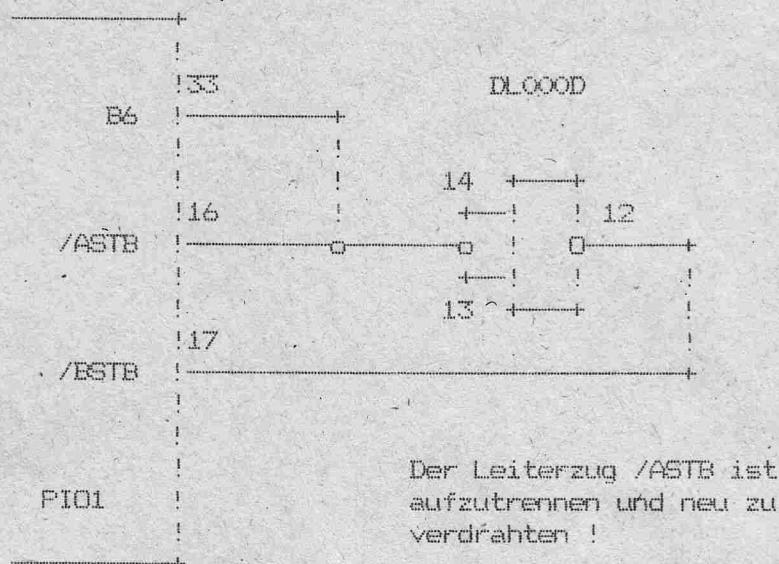 33
DL000D
B6
14
16
12
/ASTB
13
17
/BSTB
Der Leiterzug /ASTB ist
PIO1
aufzutrennen und neu zu
verdrahten !